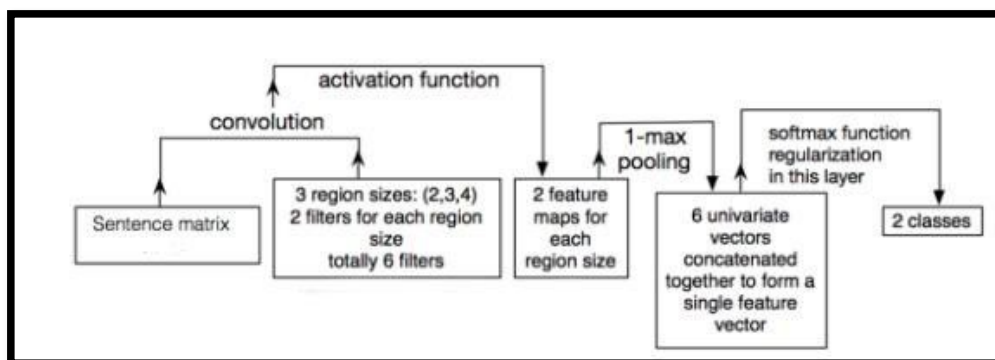 activation function
convolution
1-max
pooling
softmax function
regularization
in this layer
Sentence matrix
3 region sizes: (2,3,4)
2 filters for each region
size
totally 6 filters
2 feature
maps for
each
region size
6 univariate
vectors
concatenated
together to form a
single feature
vector
2 classes